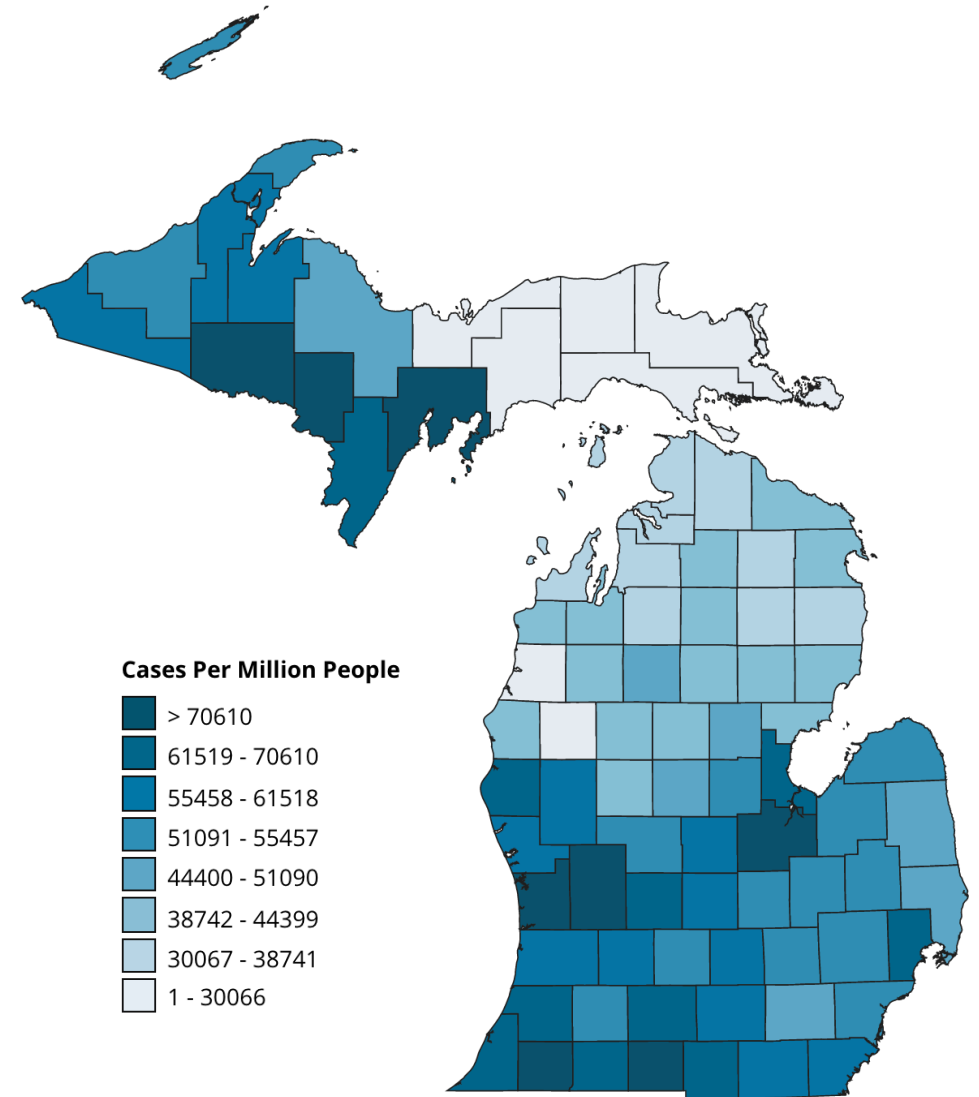 Cases Per Million People
> 70610
61519 - 70610
55458 - 61518
51091 - 55457
44400 - 51090
38742 - 44399
30067 - 38741
1 - 30066